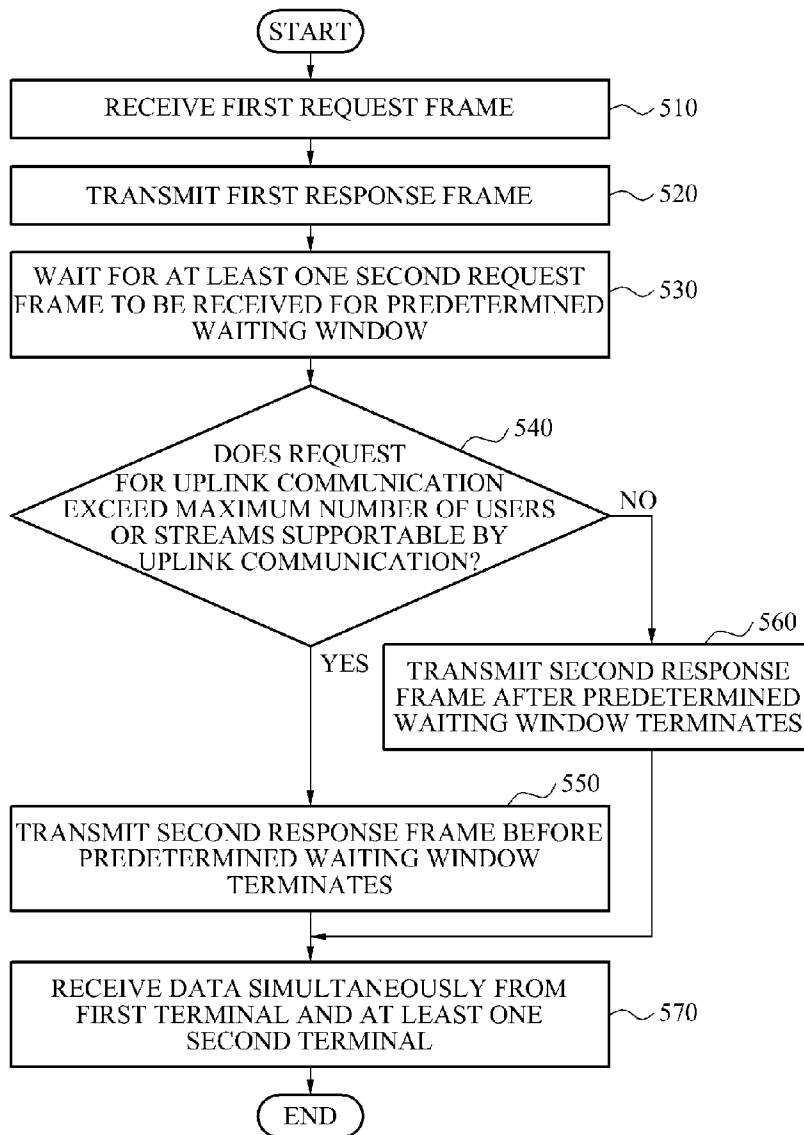 START
RECEIVE FIRST REQUEST FRAME
510
TRANSMIT FIRST RESPONSE FRAME
520
WAIT FOR AT LEAST ONE SECOND REQUEST
FRAME TO BE RECEIVED FOR PREDETERMINED
WAITING WINDOW
530
540
DOES REQUEST
FOR UPLINK COMMUNICATION
EXCEED MAXIMUM NUMBER OF USERS
OR STREAMS SUPPORTABLE BY
UPLINK COMMUNICATION?
NO
YES
560
TRANSMIT SECOND RESPONSE
FRAME AFTER PREDETERMINED
WAITING WINDOW TERMINATES
550
TRANSMIT SECOND RESPONSE FRAME BEFORE
PREDETERMINED WAITING WINDOW
TERMINATES
RECEIVE DATA SIMULTANEOUSLY FROM
FIRST TERMINAL AND AT LEAST ONE
SECOND TERMINAL
570
END